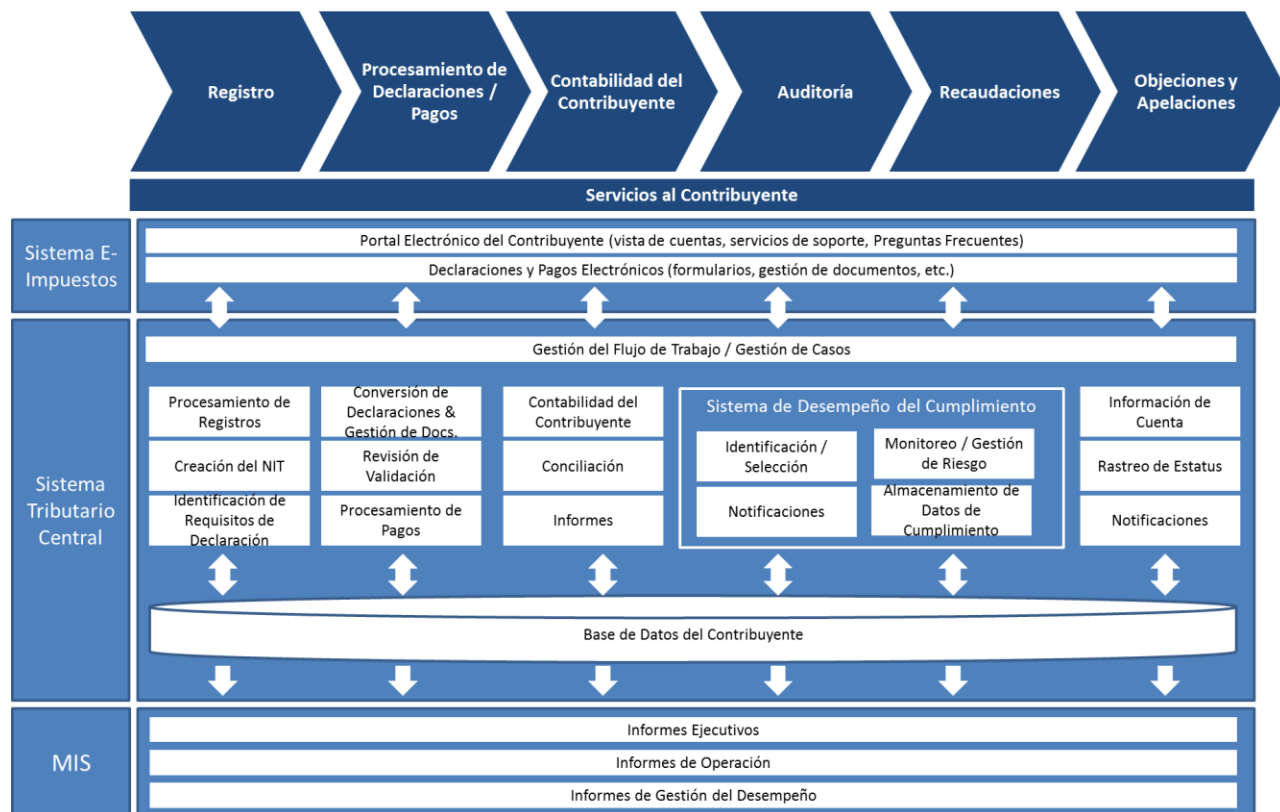 Registro
Procesamiento de
Declaraciones /
Pagos
Contabilidad del
Contribuyente
Auditoría
Recaudaciones
Objeciones y
Apelaciones
Servicios al Contribuyente
Sistema E-
Impuestos
Portal Electrónico del Contribuyente (vista de cuentas, servicios de soporte, Preguntas Frecuentes)
Declaraciones y Pagos Electrónicos (formularios, gestión de documentos, etc.)
Sistema
Tributario
Central
Gestión del Flujo de Trabajo / Gestión de Casos
Procesamiento de
Registros
Creación del NIT
Identificación de
Requisitos de
Declaración
Conversión de
Declaraciones &
Gestión de Docs.
Revisión de
Validación
Procesamiento de
Pagos
Contabilidad del
Contribuyente
Conciliación
Informes
Sistema de Desempeño del Cumplimiento
Identificación /
Selección
Notificaciones
Monitoreo / Gestión
de Riesgo
Almacenamiento de
Datos de
Cumplimiento
Información de
Cuenta
Rastreo de Estatus
Notificaciones
Base de Datos del Contribuyente
MIS
Informes Ejecutivos
Informes de Operación
Informes de Gestión del Desempeño